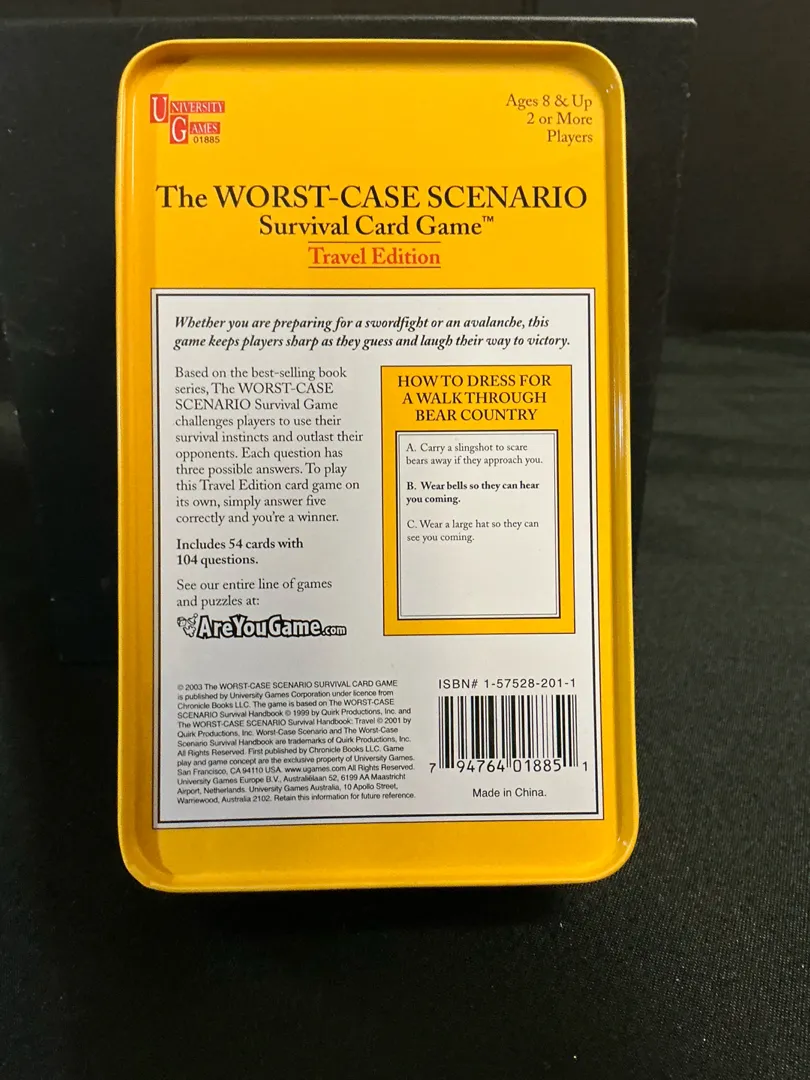 UNIVERSITY
GAMES
01885
Ages 8 & Up
2 or More
Players
The WORST-CASE SCENARIO
Survival Card Game™
Travel Edition
Whether you are preparing for a swordfight or an avalanche, this
game keeps players sharp as they guess and laugh their way to victory.
Based on the best-selling book
series, The WORST-CASE
SCENARIO Survival Game
challenges players to use their
survival instincts and outlast their
opponents. Each question has
three possible answers. To play
this Travel Edition card game on
its own, simply answer five
correctly and you're a winner.
Includes 54 cards with
104 questions.
See our entire line of games
and puzzles at:
AreYouGame.com
HOW TO DRESS FOR
A WALK THROUGH
BEAR COUNTRY
A. Carry a slingshot to scare
bears away if they approach you.
B. Wear bells so they can hear
you coming.
C. Wear a large hat so they can
see you coming.
© 2003 The WORST-CASE SCENARIO SURVIVAL CARD GAME
is published by University Games Corporation under licence from
Chronicle Books LLC. The game is based on The WORST-CASE
SCENARIO Survival Handbook © 1999 by Quirk Productions, Inc. and
The WORST-CASE SCENARIO Survival Handbook: Travel © 2001 by
Quirk Productions, Inc. Worst-Case Scenario and The Worst-Case
Scenario Survival Handbook are trademarks of Quirk Productions, Inc.
All Rights Reserved. First published by Chronicle Books LLC. Game
play and game concept are the exclusive property of University Games.
San Francisco, CA 94110 USA. www.ugames.com All Rights Reserved.
University Games Europe B.V., Australiëlaan 52, 6199 AA Maastricht
Airport, Netherlands. University Games Australia, 10 Apollo Street,
Warriewood, Australia 2102. Retain this information for future reference.
ISBN# 1-57528-201-1
7 94764 01885 1
Made in China.